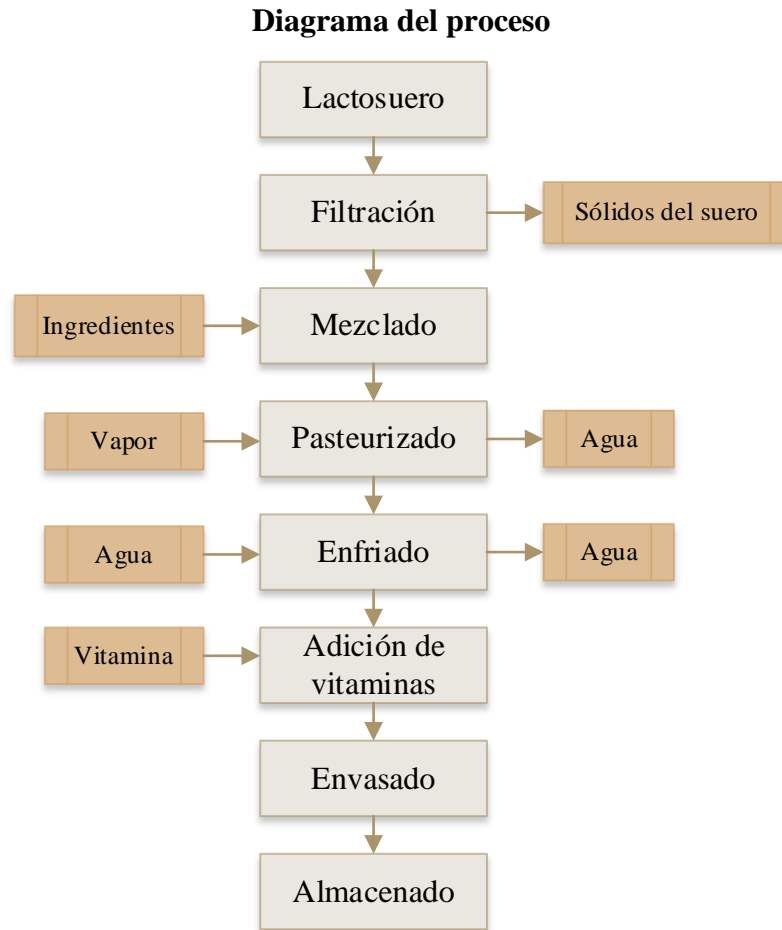 Diagrama del proceso
Lactosuero
Filtración
Sólidos del suero
Ingredientes
Mezclado
Vapor
Pasteurizado
Agua
Agua
Enfriado
Agua
Vitamina
Adición de
vitaminas
Envasado
Almacenado